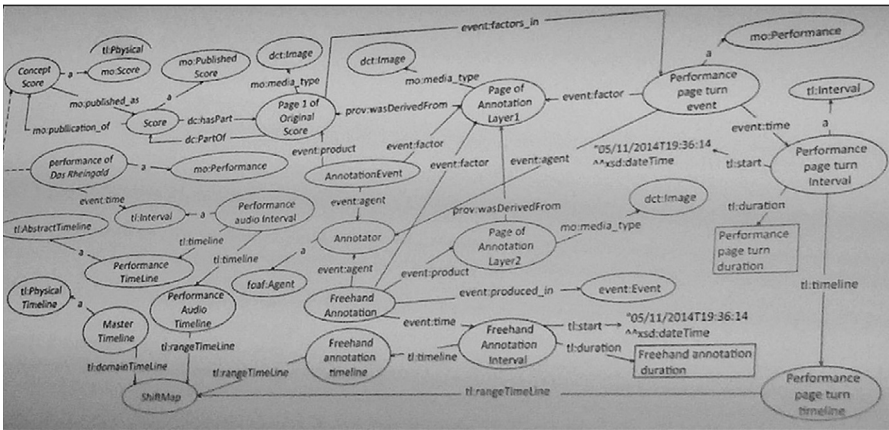 event:factors_in
tl:Physical
mo:Published
Score
dct:Image
dct:Image
mo:Performance
Concept
Score
a
mo:Score
a
mo:media_type
mo:media_type
a
Performance
page turn
event
tl:Interval
mo:published_as
Page 1 of
Original
Score
prov:wasDerivedFrom
Page of
Annotation
Layer1
event:factor
mo:publication_of
Score
dc:hasPart
dc:PartOf
event:time
a
event:product
event:factor
event:factor
"05/11/2014T19:36:14
^^xsd:dateTime
tl:start
Performance
page turn
Interval
performance of
Das Rheingold
a
mo:Performance
AnnotationEvent
event:agent
event:time
event:agent
dct:Image
tl:duration
tl:AbstractTimeline
tl:Interval
a
Performance
audio Interval
prov:wasDerivedFrom
mo:media_type
Performance
page turn
duration
tl:timeline
Annotator
Page of
Annotation
Layer2
a
Performance
TimeLine
tl:timeline
a
event:agent
event:product
tl:timeline
tl:Physical
Timeline
foaf:Agent
Freehand
Annotation
event:produced_in
event:Event
a
Performance
Audio
Timeline
Master
Timeline
event:time
Freehand
Annotation
Interval
tl:start
"05/11/2014T19:36:14
^^xsd:dateTime
tl:rangeTimeLine
Freehand
annotation
timeline
tl:timeline
tl:duration
Freehand annotation
duration
tl:domainTimeLine
tl:rangeTimeLine
ShiftMap
tl:rangeTimeLine
Performance
page turn
timeline